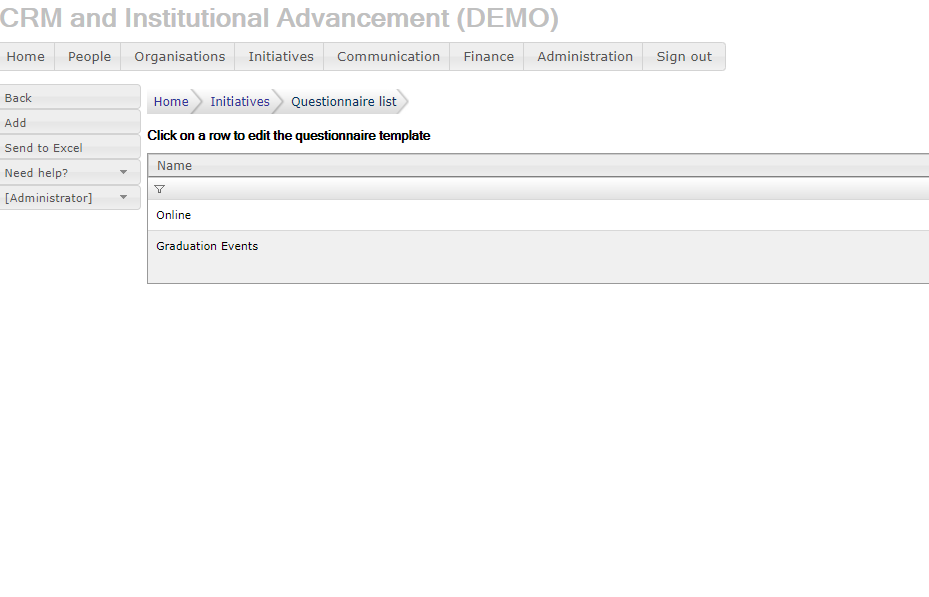 CRM and Institutional Advancement (DEMO)
Home People Organisations Initiatives Communication Finance Administration Sign out
Back
Add
Send to Excel
Need help?
[Administrator]
Home Initiatives Questionnaire list
Click on a row to edit the questionnaire template
Name
Online
Graduation Events